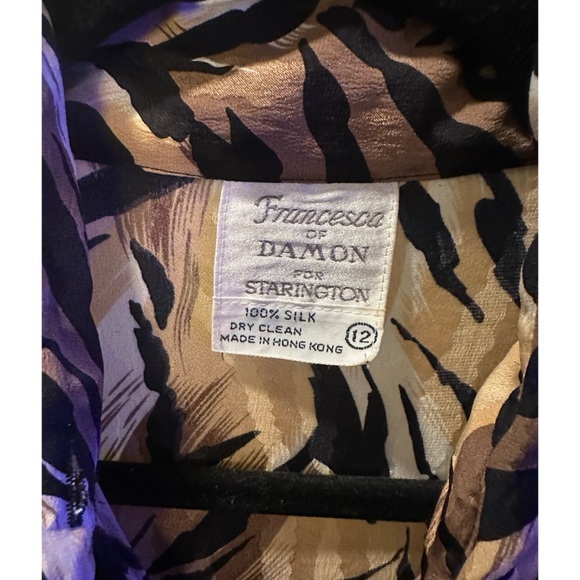 Francesca
OF
DAMON
FOR
STARINGTON
100% SILK
DRY CLEAN
MADE IN HONG KONG
12